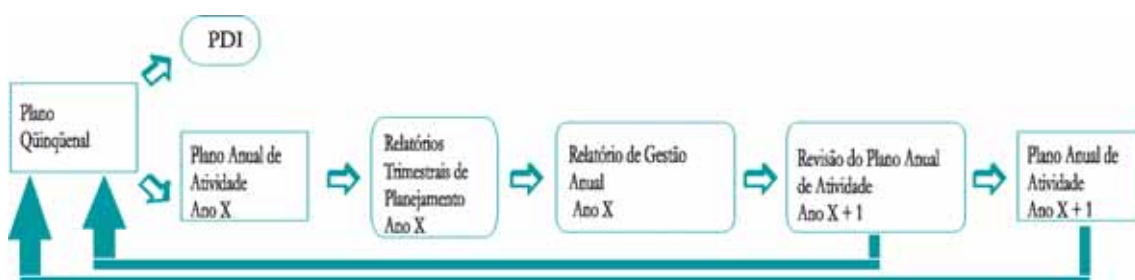 PDI
Plano
Qüinqüenal
Plano Anual de
Atividade
Ano X
Relatórios
Trimestrais de
Planejamento
Ano X
Relatório de Gestão
Anual
Ano X
Revisão do Plano Anual
de Atividade
Ano X + 1
Plano Anual de
Atividade
Ano X + 1